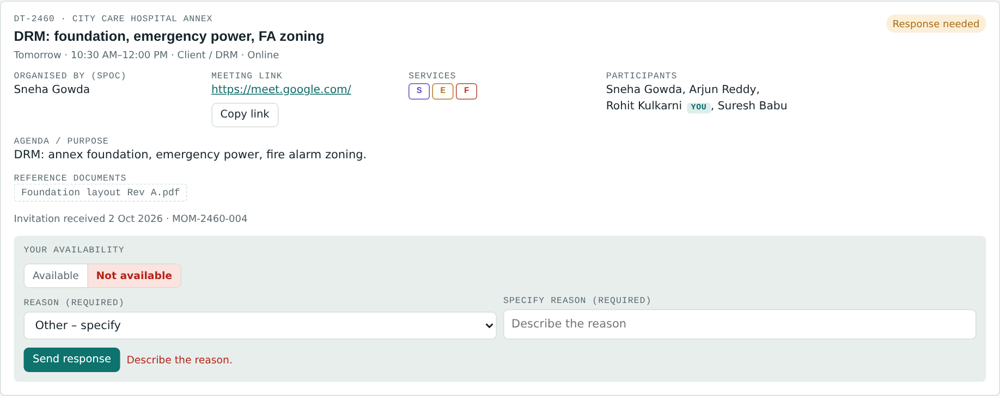 DT-2460 · CITY CARE HOSPITAL ANNEX
Response needed
DRM: foundation, emergency power, FA zoning
Tomorrow · 10:30 AM–12:00 PM · Client / DRM · Online
ORGANISED BY (SPOC)
Sneha Gowda
MEETING LINK
https://meet.google.com/
Copy link
SERVICES
S E F
PARTICIPANTS
Sneha Gowda, Arjun Reddy,
Rohit Kulkarni YOU, Suresh Babu
AGENDA / PURPOSE
DRM: annex foundation, emergency power, fire alarm zoning.
REFERENCE DOCUMENTS
Foundation layout Rev A.pdf
Invitation received 2 Oct 2026 · MOM-2460-004
YOUR AVAILABILITY
Available Not available
REASON (REQUIRED)
Other – specify
SPECIFY REASON (REQUIRED)
Describe the reason
Send response Describe the reason.